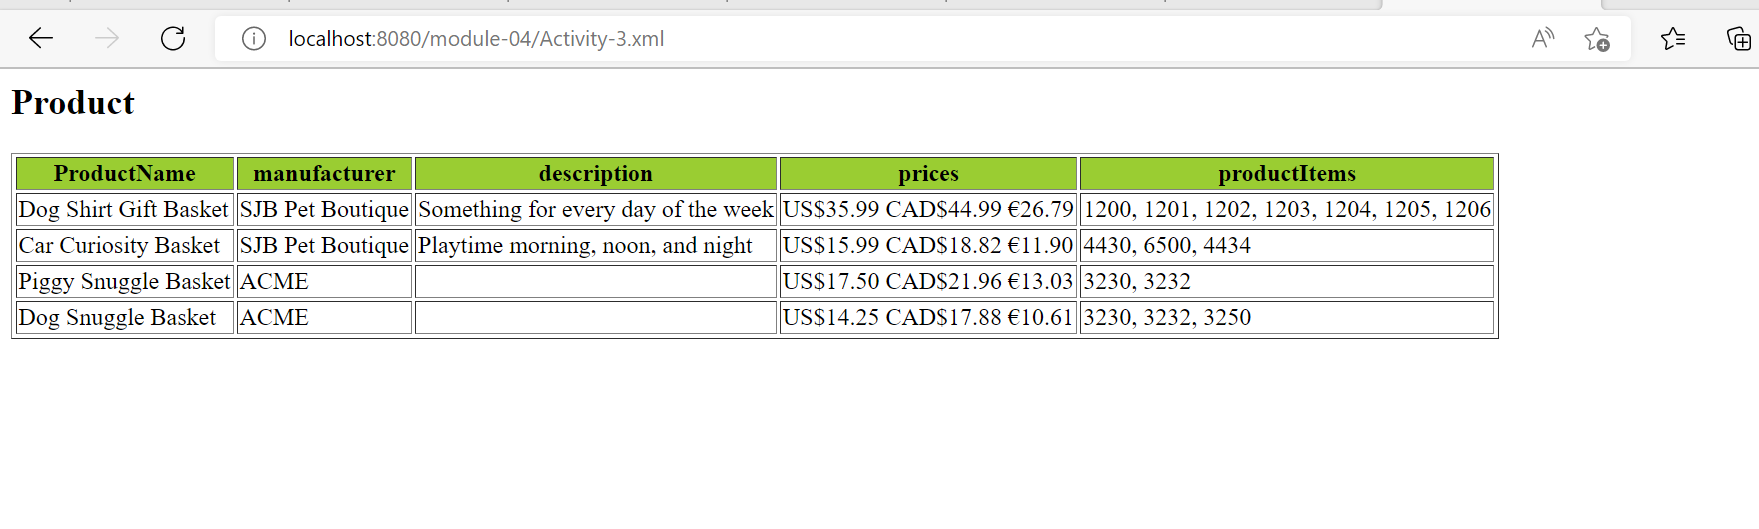 localhost:8080/module-04/Activity-3.xml
Product
ProductName manufacturer description prices productItems
Dog Shirt Gift Basket SJB Pet Boutique Something for every day of the week US$35.99 CAD$44.99 €26.79 1200, 1201, 1202, 1203, 1204, 1205, 1206
Car Curiosity Basket SJB Pet Boutique Playtime morning, noon, and night US$15.99 CAD$18.82 €11.90 4430, 6500, 4434
Piggy Snuggle Basket ACME US$17.50 CAD$21.96 €13.03 3230, 3232
Dog Snuggle Basket ACME US$14.25 CAD$17.88 €10.61 3230, 3232, 3250